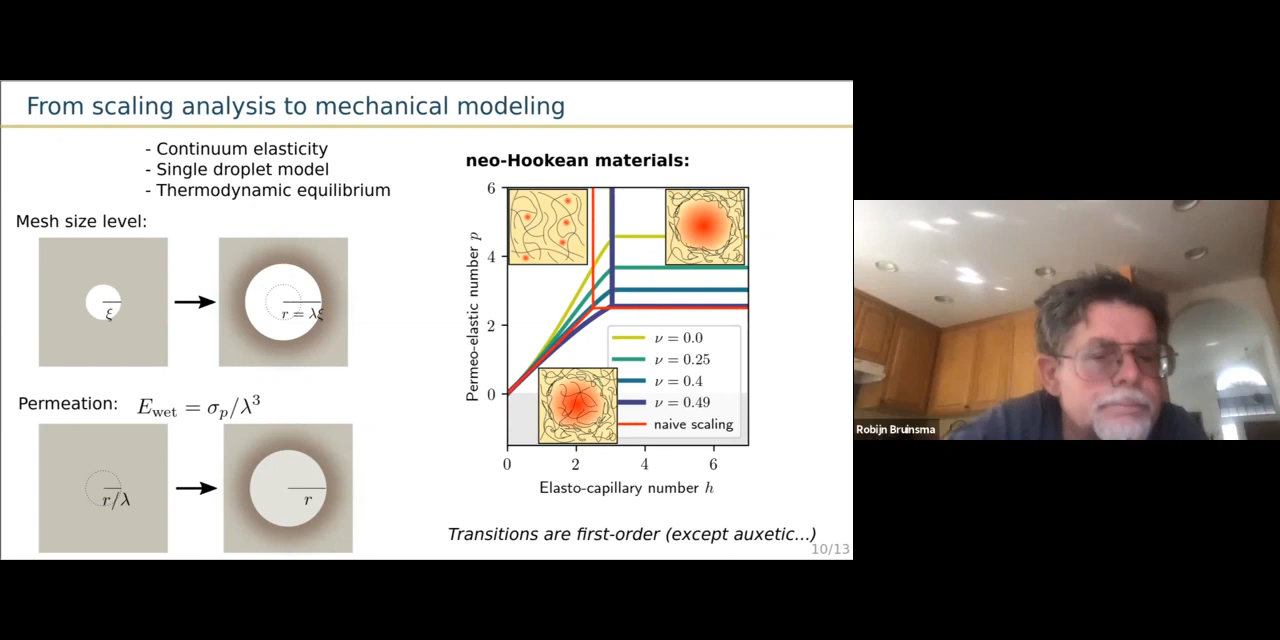 From scaling analysis to mechanical modeling
- Continuum elasticity
- Single droplet model
- Thermodynamic equilibrium
Mesh size level:
ξ
r = λξ
Permeation: E_wet = σ_p/λ^3
r/λ
r
neo-Hookean materials:
Permeo-elastic number p
6
4
2
0
0 2 4 6
Elasto-capillary number h
ν = 0.0
ν = 0.25
ν = 0.4
ν = 0.49
naive scaling
Transitions are first-order (except auxetic...)
10/13
Robijn Bruinsma